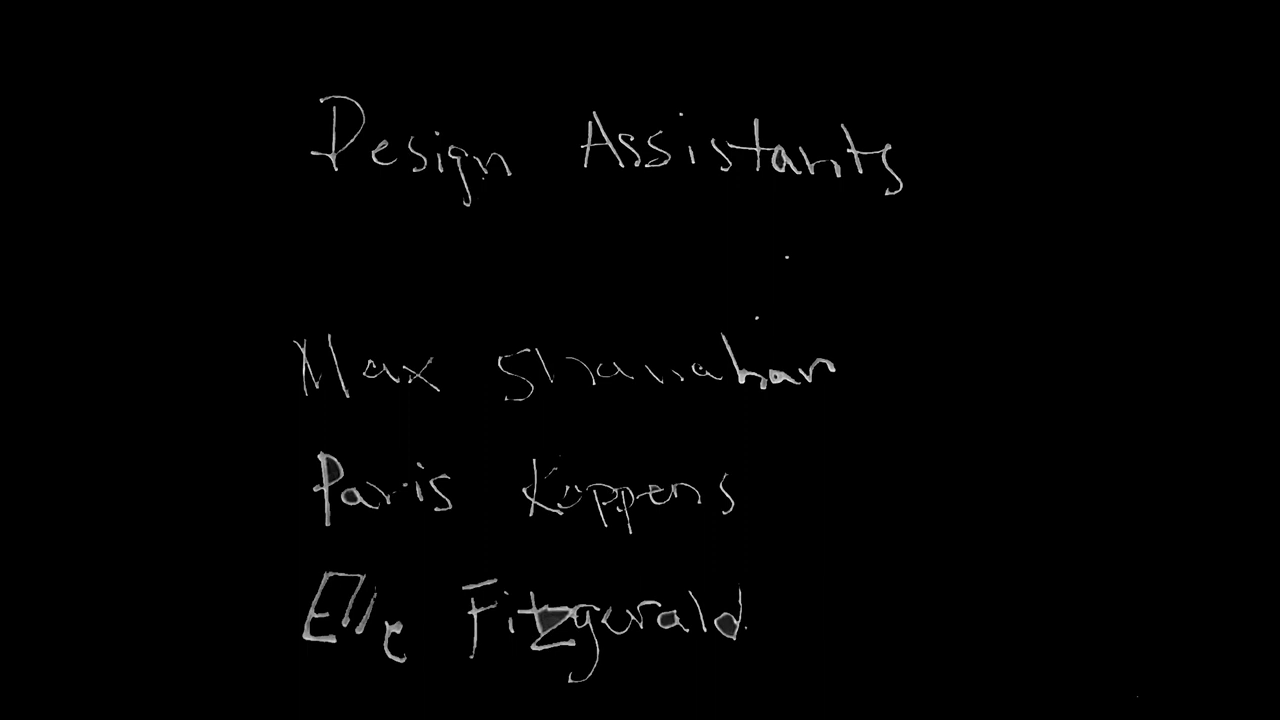 Design Assistants
Max Shanahan
Paris Koppens
Elle Fitzgerald